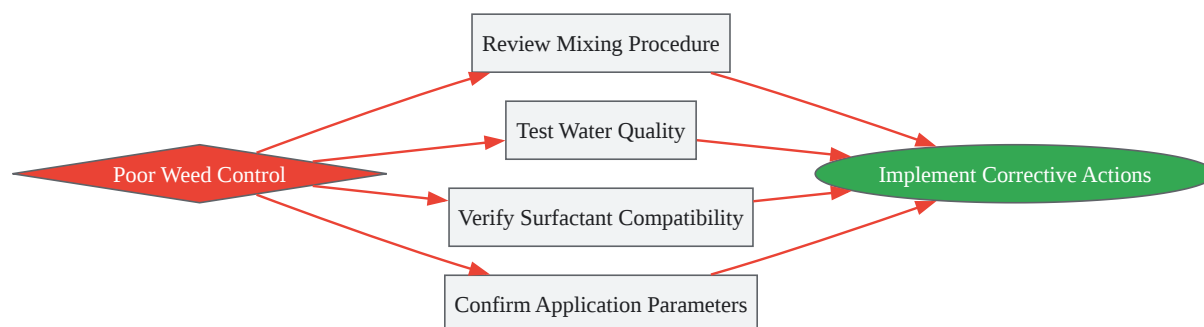 Review Mixing Procedure
Test Water Quality
Poor Weed Control
Implement Corrective Actions
Verify Surfactant Compatibility
Confirm Application Parameters